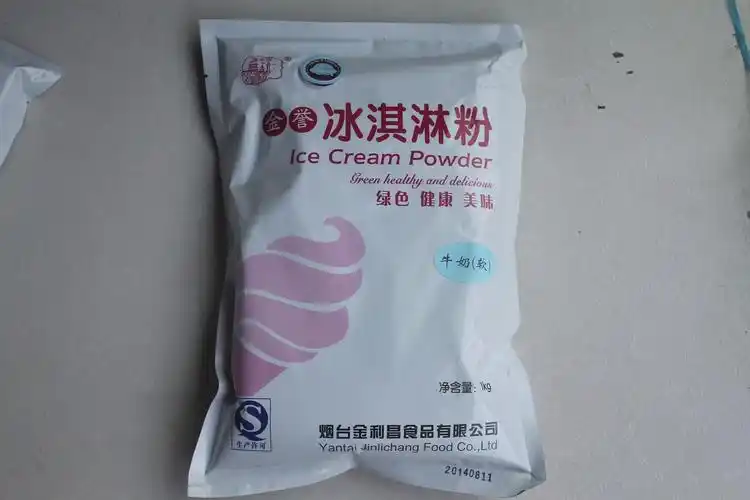 金誉 冰淇淋粉
Ice Cream Powder
Green healthy and delicious
绿色 健康 美味
牛奶(软)
净含量: 1kg
生产许可
烟台金利昌食品有限公司
Yantai Jinlichang Food Co.,Ltd
20140811